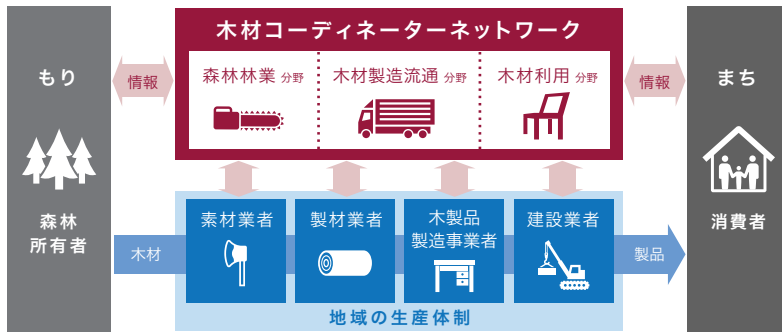 木材コーディネーターネットワーク
もり
情報
森林林業 分野
木材製造流通 分野
木材利用 分野
情報
まち
森林
所有者
素材業者
製材業者
木製品
製造事業者
建設業者
消費者
木材
製品
地域の生産体制